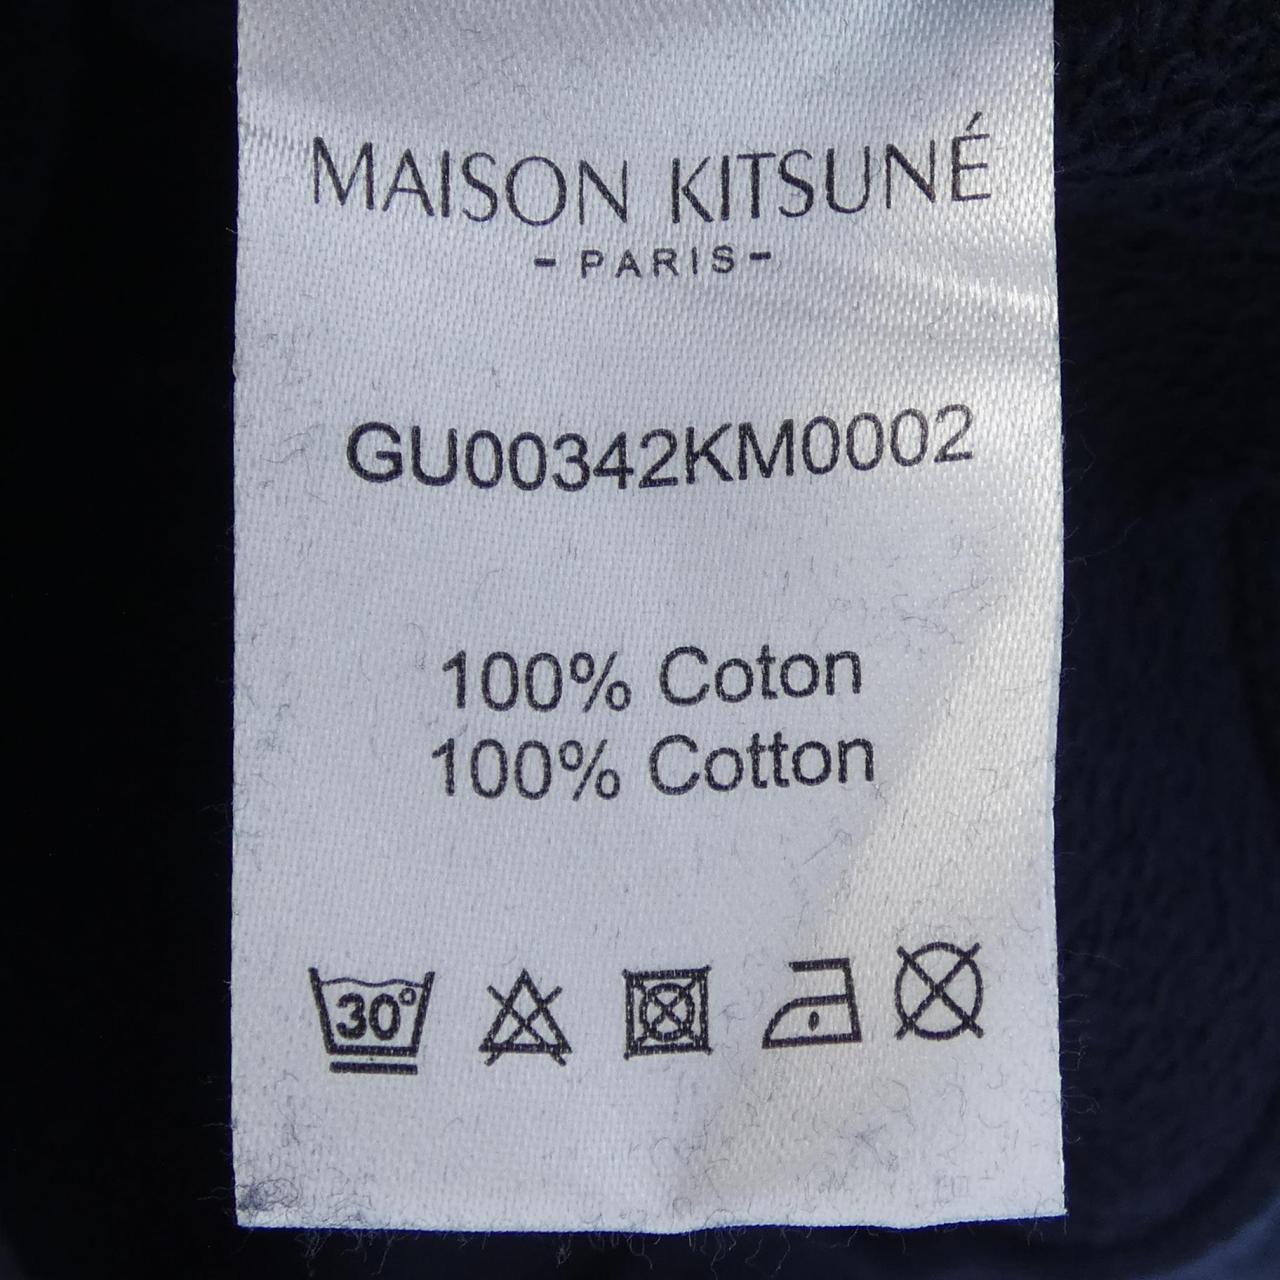 MAISON KITSUNÉ
- PARIS -
GU00342KM0002
100% Coton
100% Cotton
30°